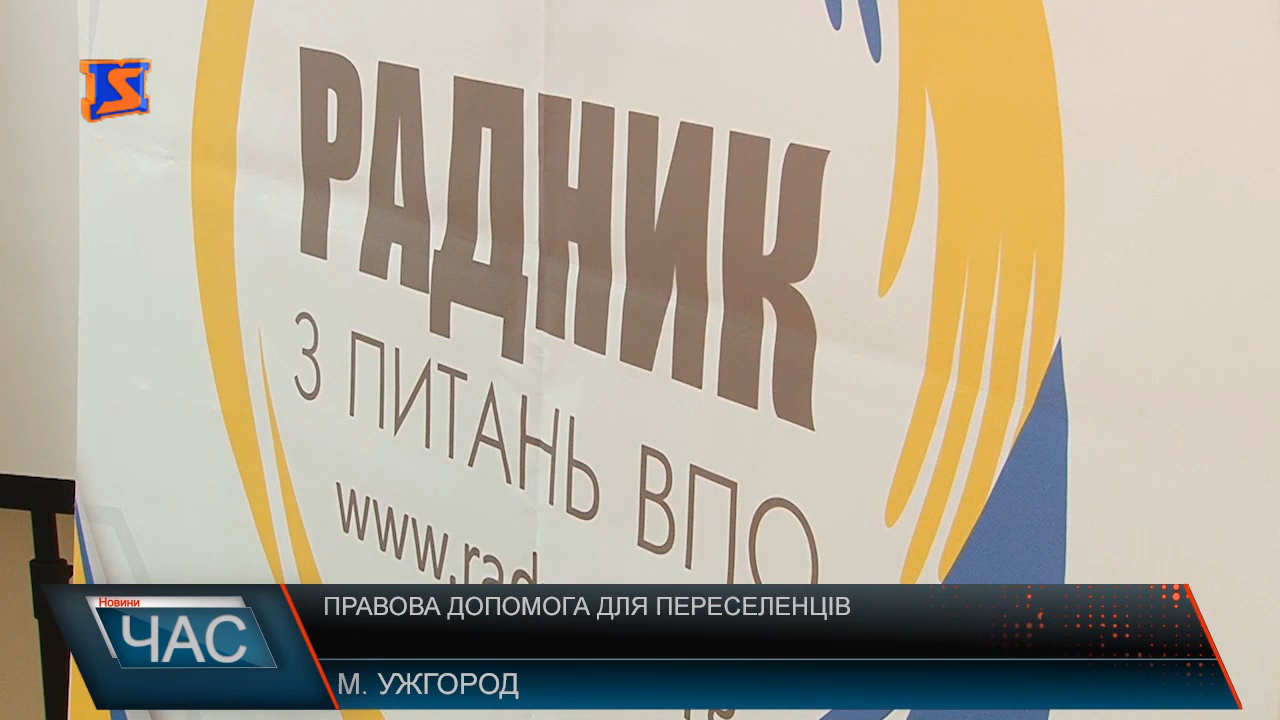 РАДНИК
З ПИТАНЬ ВПО
Новини
ЧАС
ПРАВОВА ДОПОМОГА ДЛЯ ПЕРЕСЕЛЕНЦІВ
М. УЖГОРОД